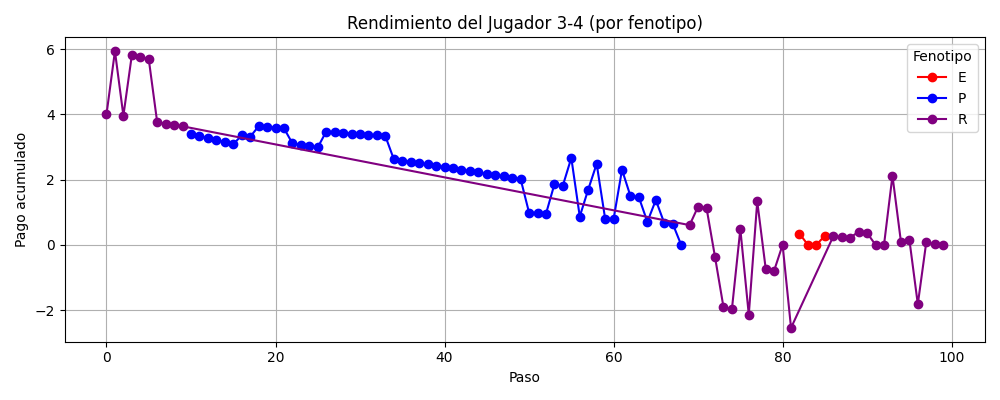 Rendimiento del Jugador 3-4 (por fenotipo)
Pago acumulado
6
4
2
0
−2
Fenotipo
E
P
R
0 20 40 60 80 100
Paso